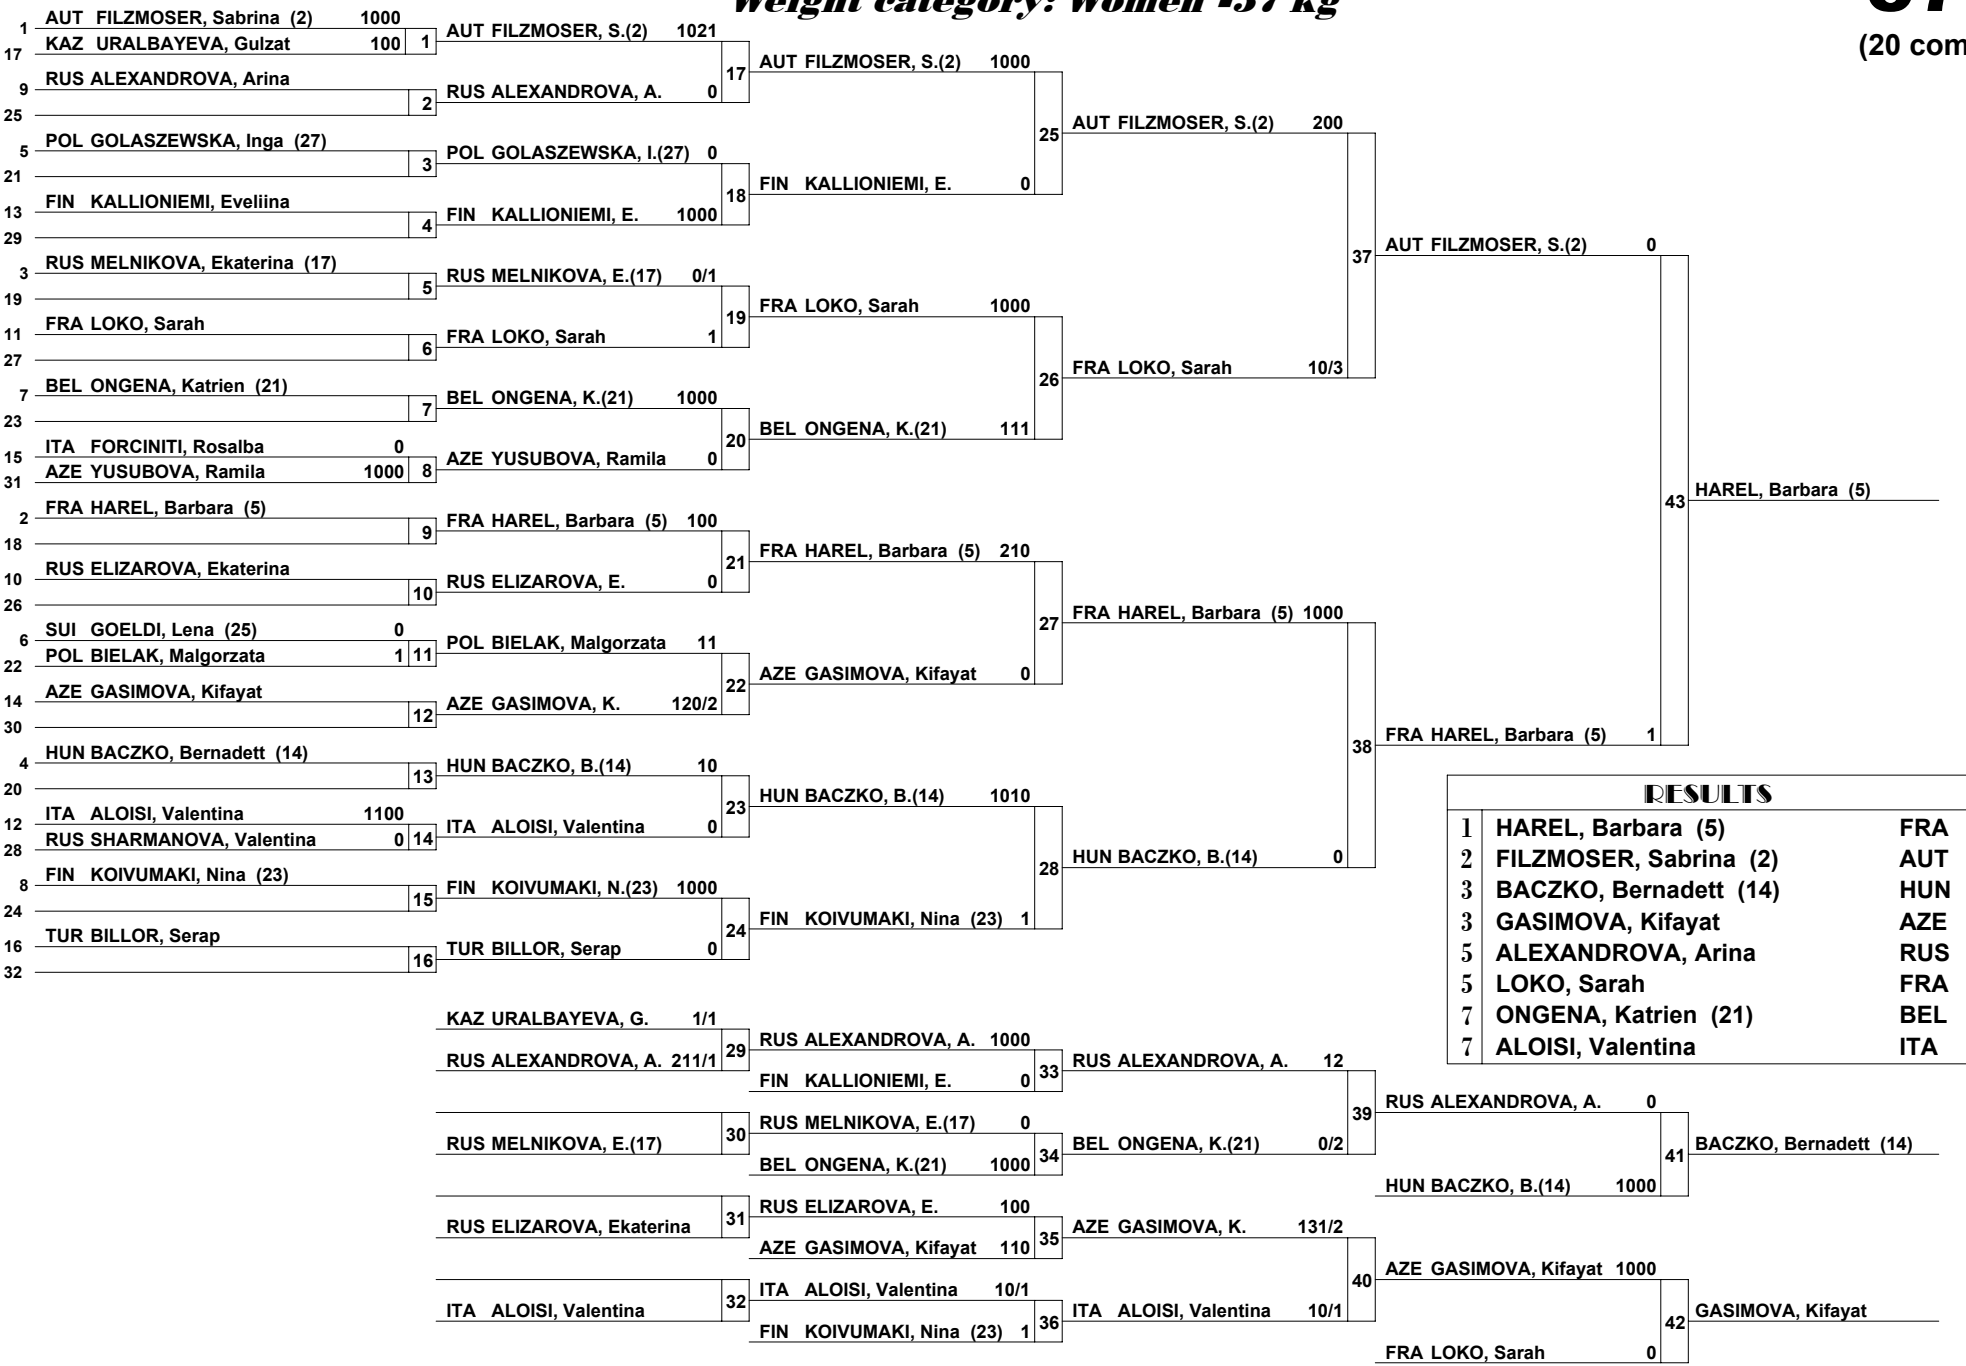 Weight category: Women -57 kg
(20 com
1 AUT FILZMOSER, Sabrina (2) 1000
17 KAZ URALBAYEVA, Gulzat 100 1
9 RUS ALEXANDROVA, Arina
25 2
5 POL GOLASZEWSKA, Inga (27)
21 3
13 FIN KALLIONIEMI, Eveliina
29 4
3 RUS MELNIKOVA, Ekaterina (17)
19 5
11 FRA LOKO, Sarah
27 6
7 BEL ONGENA, Katrien (21)
23 7
15 ITA FORCINITI, Rosalba 0
31 AZE YUSUBOVA, Ramila 1000 8
2 FRA HAREL, Barbara (5)
18 9
10 RUS ELIZAROVA, Ekaterina
26 10
6 SUI GOELDI, Lena (25) 0
22 POL BIELAK, Malgorzata 1 11
14 AZE GASIMOVA, Kifayat
30 12
4 HUN BACZKO, Bernadett (14)
20 13
12 ITA ALOISI, Valentina 1100
28 RUS SHARMANOVA, Valentina 0 14
8 FIN KOIVUMAKI, Nina (23)
24 15
16 TUR BILLOR, Serap
32 16
AUT FILZMOSER, S.(2) 1021
17
RUS ALEXANDROVA, A. 0
POL GOLASZEWSKA, I.(27) 0
18
FIN KALLIONIEMI, E. 1000
RUS MELNIKOVA, E.(17) 0/1
19
FRA LOKO, Sarah 1
BEL ONGENA, K.(21) 1000
20
AZE YUSUBOVA, Ramila 0
FRA HAREL, Barbara (5) 100
21
RUS ELIZAROVA, E. 0
POL BIELAK, Malgorzata 11
22
AZE GASIMOVA, K. 120/2
HUN BACZKO, B.(14) 10
23
ITA ALOISI, Valentina 0
FIN KOIVUMAKI, N.(23) 1000
24
TUR BILLOR, Serap 0
AUT FILZMOSER, S.(2) 1000
25
FIN KALLIONIEMI, E. 0
FRA LOKO, Sarah 1000
26
BEL ONGENA, K.(21) 111
FRA HAREL, Barbara (5) 210
27
AZE GASIMOVA, Kifayat 0
HUN BACZKO, B.(14) 1010
28
FIN KOIVUMAKI, Nina (23) 1
AUT FILZMOSER, S.(2) 200
37
FRA LOKO, Sarah 10/3
FRA HAREL, Barbara (5) 1000
38
HUN BACZKO, B.(14) 0
AUT FILZMOSER, S.(2) 0
43
FRA HAREL, Barbara (5) 1
HAREL, Barbara (5)
RESULTS
1 HAREL, Barbara (5) FRA
2 FILZMOSER, Sabrina (2) AUT
3 BACZKO, Bernadett (14) HUN
3 GASIMOVA, Kifayat AZE
5 ALEXANDROVA, Arina RUS
5 LOKO, Sarah FRA
7 ONGENA, Katrien (21) BEL
7 ALOISI, Valentina ITA
KAZ URALBAYEVA, G. 1/1
29
RUS ALEXANDROVA, A. 211/1
30
RUS MELNIKOVA, E.(17)
31
RUS ELIZAROVA, Ekaterina
32
ITA ALOISI, Valentina
RUS ALEXANDROVA, A. 1000
33
FIN KALLIONIEMI, E. 0
RUS MELNIKOVA, E.(17) 0
34
BEL ONGENA, K.(21) 1000
RUS ELIZAROVA, E. 100
35
AZE GASIMOVA, Kifayat 110
ITA ALOISI, Valentina 10/1
36
FIN KOIVUMAKI, Nina (23) 1
RUS ALEXANDROVA, A. 12
39
BEL ONGENA, K.(21) 0/2
AZE GASIMOVA, K. 131/2
40
ITA ALOISI, Valentina 10/1
RUS ALEXANDROVA, A. 0
41
HUN BACZKO, B.(14) 1000
AZE GASIMOVA, Kifayat 1000
42
FRA LOKO, Sarah 0
BACZKO, Bernadett (14)
GASIMOVA, Kifayat